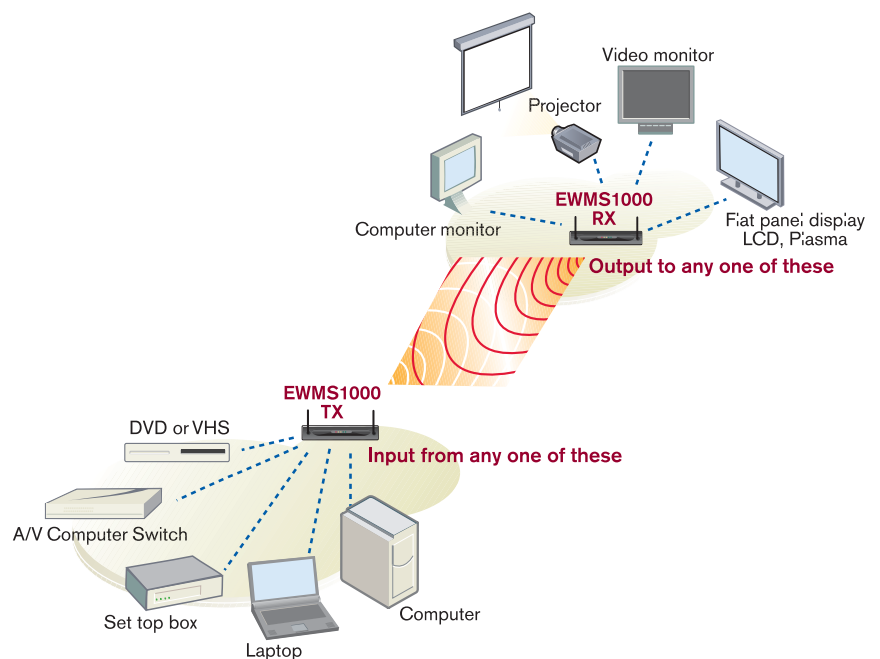 Video monitor
Projector
EWMS1000
RX
Computer monitor
Flat panel display
LCD, Plasma
Output to any one of these
EWMS1000
TX
DVD or VHS
Input from any one of these
A/V Computer Switch
Computer
Set top box
Laptop